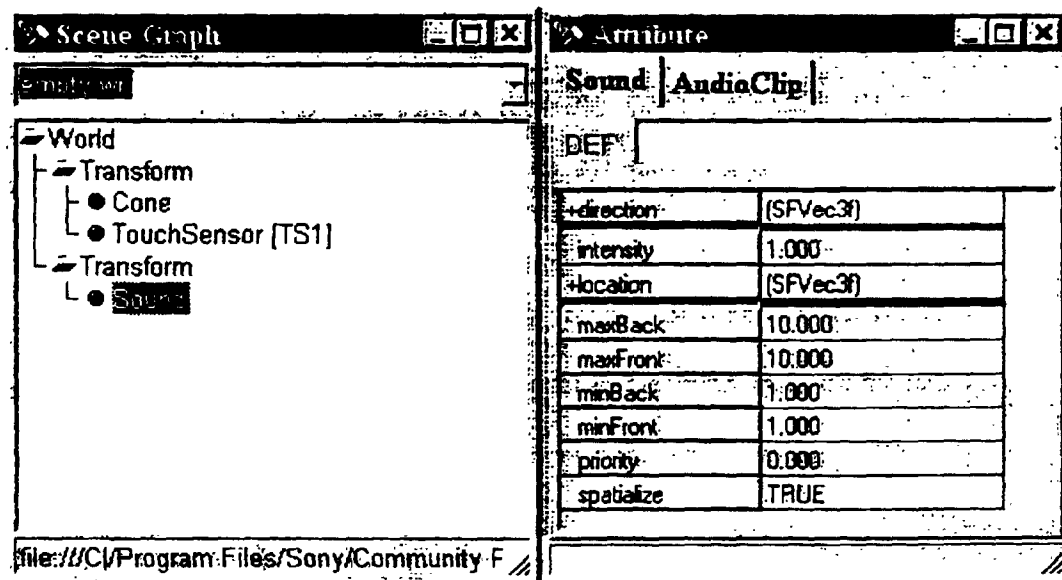 Scene Graph
World
Transform
Cone
TouchSensor [TS1]
Transform
Sound
file:///C|/Program Files/Sony/Community P
Attribute
Sound AudioClip
DEF
+direction (SFVec3f)
intensity 1.000
+location (SFVec3f)
maxBack 10.000
maxFront 10.000
minBack 1.000
minFront 1.000
priority 0.000
spatialize TRUE